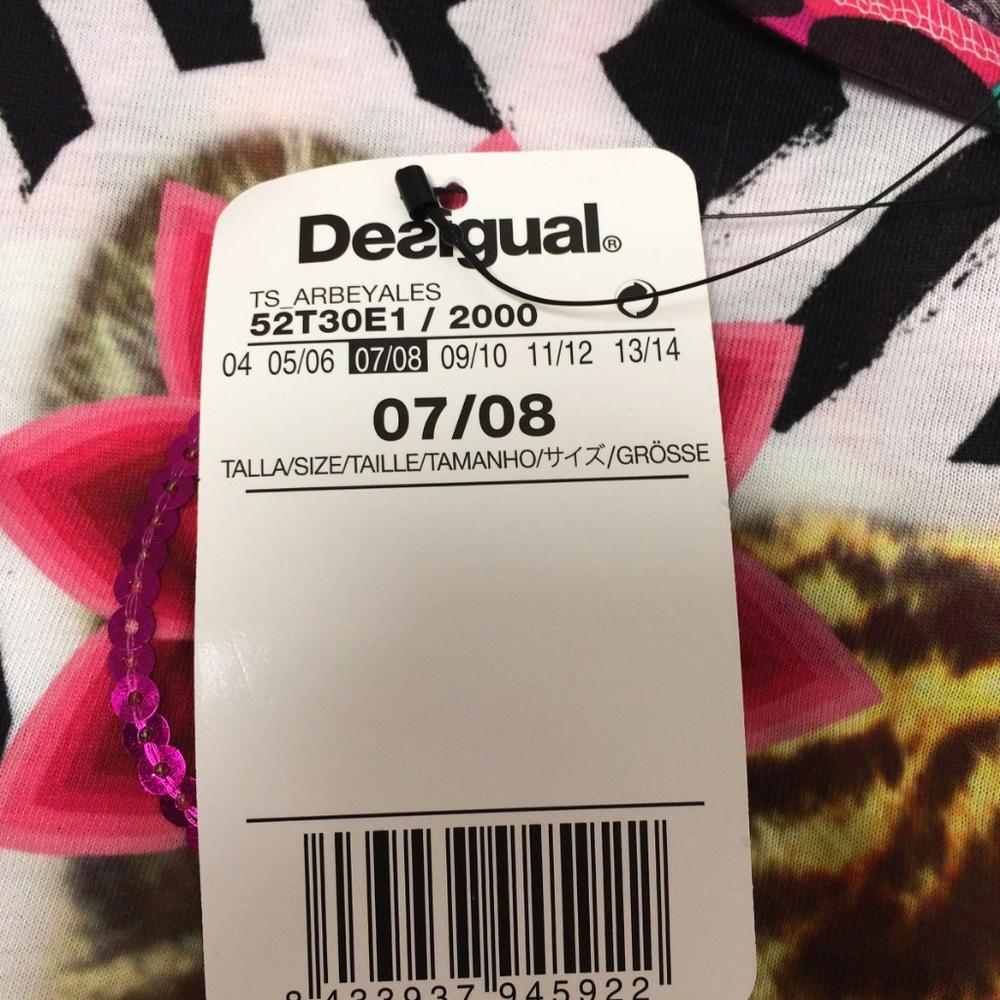 Desigual®
TS_ARBEYALES
52T30E1 / 2000
04 05/06 07/08 09/10 11/12 13/14
07/08
TALLA/SIZE/TAILLE/TAMANHO/サイズ/GRÖSSE
8 433937 945922